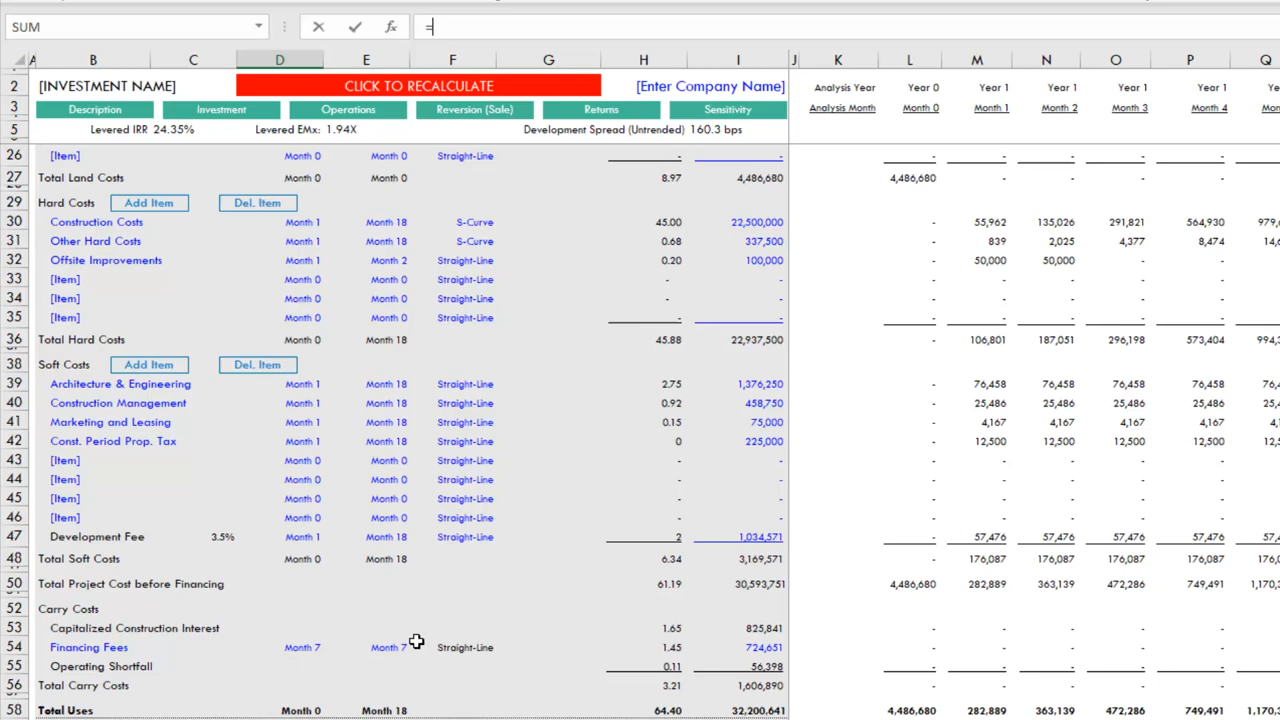 SUM =
A B C D E F G H I J K L M N O P Q
2 [INVESTMENT NAME] CLICK TO RECALCULATE [Enter Company Name] Analysis Year Year 0 Year 1 Year 1 Year 1 Year 1
3 Description Investment Operations Reversion (Sale) Returns Sensitivity Analysis Month Month 0 Month 1 Month 2 Month 3 Month 4
5 Levered IRR 24.35% Levered EMx: 1.94X Development Spread (Untrended) 160.3 bps
26 [Item] Month 0 Month 0 Straight-Line - - - - - - -
27 Total Land Costs Month 0 Month 0 8.97 4,486,680 4,486,680 - - - -
29 Hard Costs Add Item Del. Item
30 Construction Costs Month 1 Month 18 S-Curve 45.00 22,500,000 - 55,962 135,026 291,821 564,930 979,
31 Other Hard Costs Month 1 Month 18 S-Curve 0.68 337,500 - 839 2,025 4,377 8,474 14,
32 Offsite Improvements Month 1 Month 2 Straight-Line 0.20 100,000 - 50,000 50,000 - -
33 [Item] Month 0 Month 0 Straight-Line - - - - - - -
34 [Item] Month 0 Month 0 Straight-Line - - - - - - -
35 [Item] Month 0 Month 0 Straight-Line - - - - - - -
36 Total Hard Costs Month 0 Month 18 45.88 22,937,500 - 106,801 187,051 296,198 573,404 994,
38 Soft Costs Add Item Del. Item
39 Architecture & Engineering Month 1 Month 18 Straight-Line 2.75 1,376,250 - 76,458 76,458 76,458 76,458 76,4
40 Construction Management Month 1 Month 18 Straight-Line 0.92 458,750 - 25,486 25,486 25,486 25,486 25,4
41 Marketing and Leasing Month 1 Month 18 Straight-Line 0.15 75,000 - 4,167 4,167 4,167 4,167 4,
42 Const. Period Prop. Tax Month 1 Month 18 Straight-Line 0 225,000 - 12,500 12,500 12,500 12,500 12,5
43 [Item] Month 0 Month 0 Straight-Line - - - - - - -
44 [Item] Month 0 Month 0 Straight-Line - - - - - - -
45 [Item] Month 0 Month 0 Straight-Line - - - - - - -
46 [Item] Month 0 Month 0 Straight-Line - - - - - - -
47 Development Fee 3.5% Month 1 Month 18 Straight-Line 2 1,034,571 - 57,476 57,476 57,476 57,476 57,4
48 Total Soft Costs Month 0 Month 18 6.34 3,169,571 - 176,087 176,087 176,087 176,087 176,0
50 Total Project Cost before Financing 61.19 30,593,751 4,486,680 282,889 363,139 472,286 749,491 1,170,3
52 Carry Costs
53 Capitalized Construction Interest 1.65 825,841 - - - - -
54 Financing Fees Month 7 Month 7 Straight-Line 1.45 724,651 - - - - -
55 Operating Shortfall 0.11 56,398 - - - - -
56 Total Carry Costs 3.21 1,606,890 - - - - -
58 Total Uses Month 0 Month 18 64.40 32,200,641 4,486,680 282,889 363,139 472,286 749,491 1,170,3